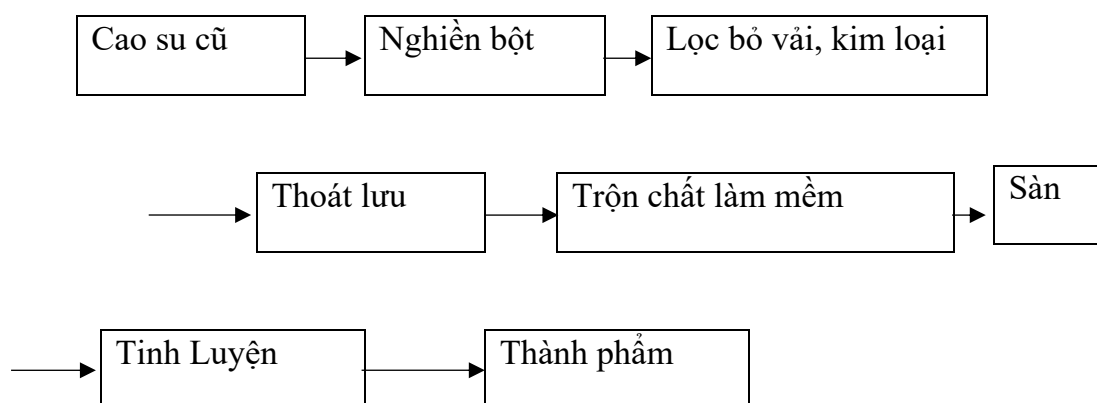 Cao su cũ
Nghiền bột
Lọc bỏ vải, kim loại
Thoát lưu
Trộn chất làm mềm
Sàn
Tinh Luyện
Thành phẩm